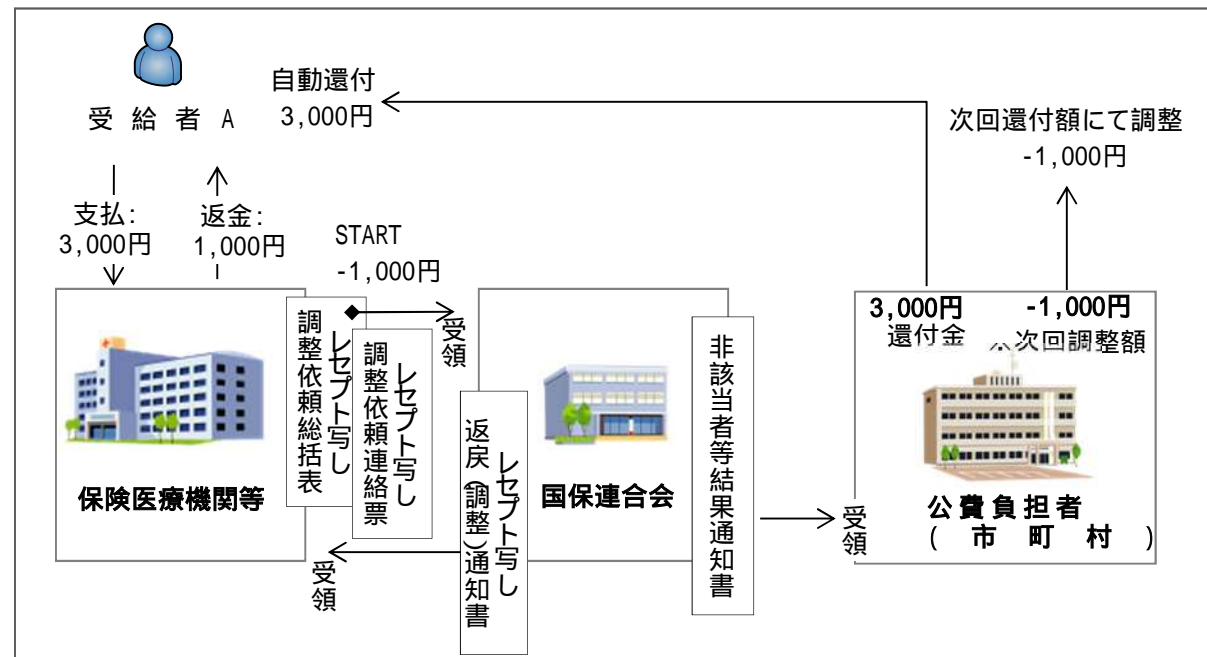 自動還付
3,000円
受給者 A
次回還付額にて調整
-1,000円
支払:
3,000円
返金:
1,000円
START
-1,000円
調整依頼総括表
レセプト写し
調整依頼連絡票
レセプト写し
受領
保険医療機関等
返戻(調整)通知書
レセプト写し
受領
国保連合会
非該当者等結果通知書
受領
3,000円
還付金
-1,000円
次回調整額
公費負担者
(市町村)